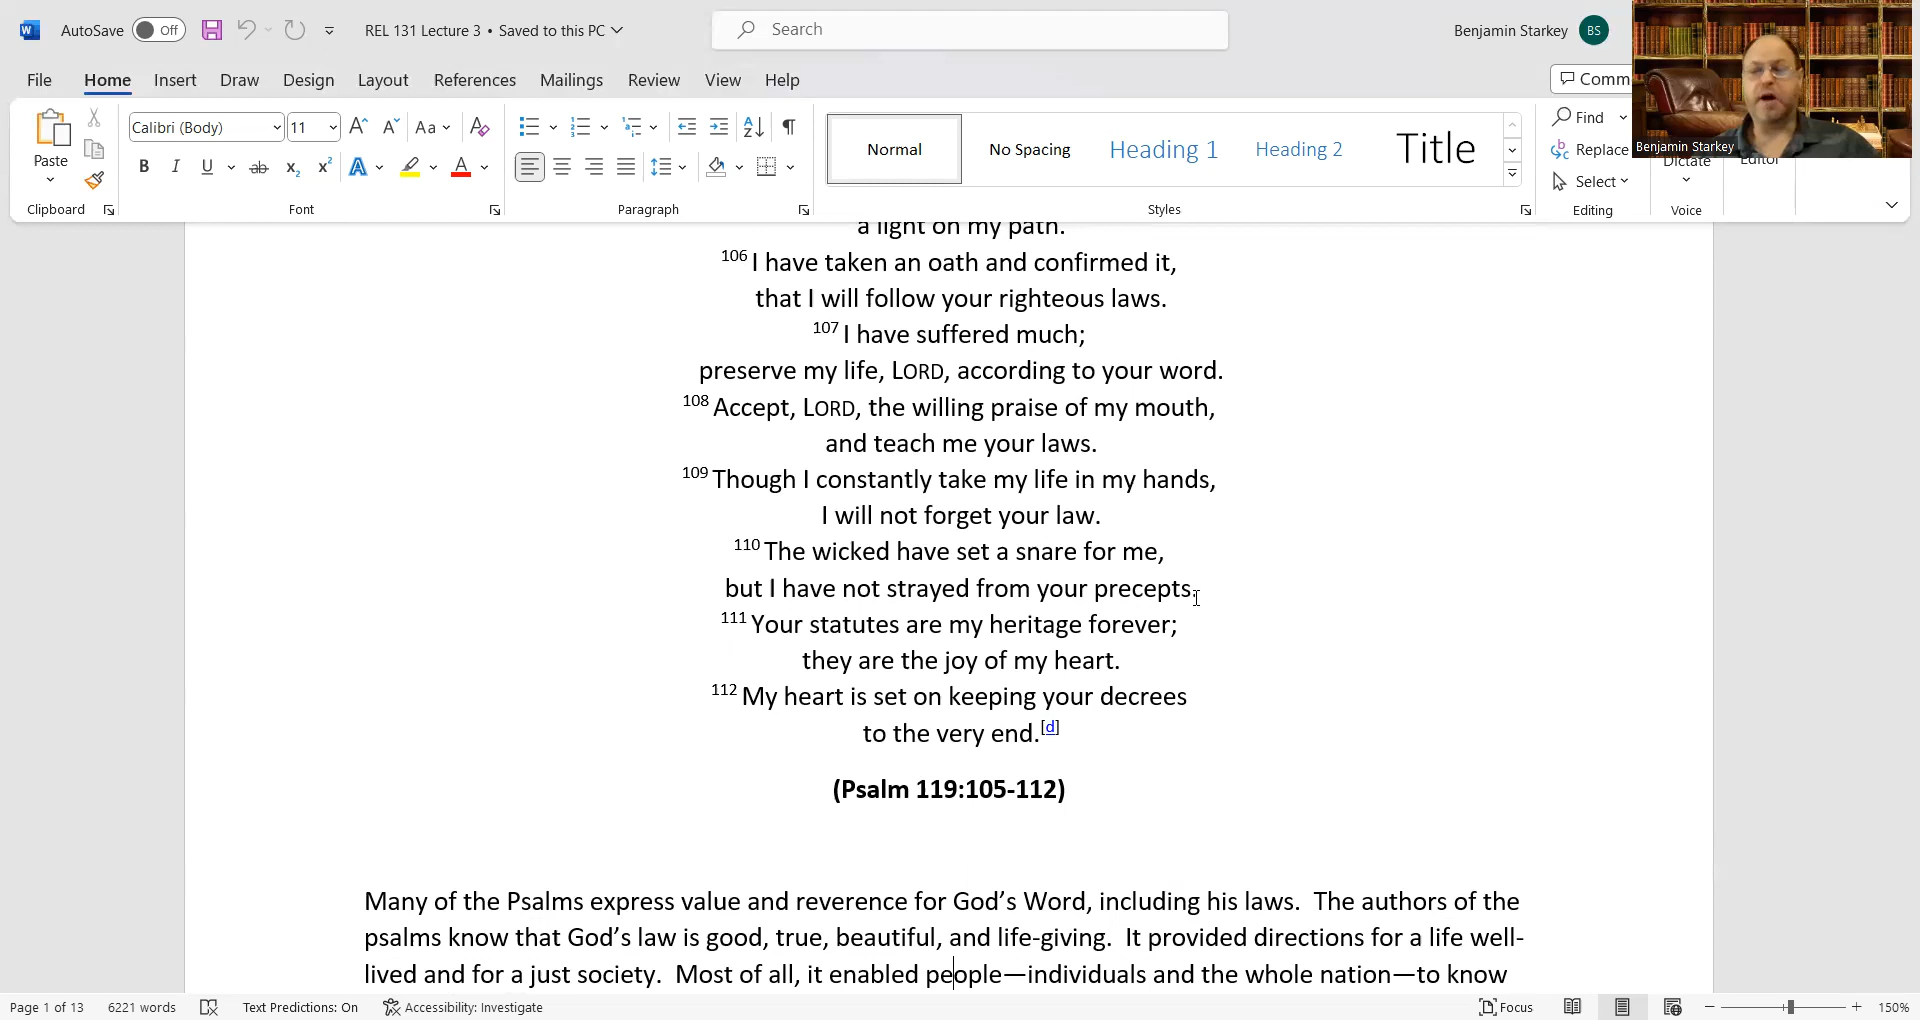 AutoSave Off REL 131 Lecture 3 • Saved to this PC Search Benjamin Starkey BS
File Home Insert Draw Design Layout References Mailings Review View Help Comm
Calibri (Body) 11 Aa
Paste
B I U ab x₂ x² A A
Normal No Spacing Heading 1 Heading 2 Title
Find
Replace
Select
Dictate
Editor
Benjamin Starkey
Clipboard Font Paragraph Styles Editing Voice
a light on my path.
106 I have taken an oath and confirmed it,
that I will follow your righteous laws.
107 I have suffered much;
preserve my life, LORD, according to your word.
108 Accept, LORD, the willing praise of my mouth,
and teach me your laws.
109 Though I constantly take my life in my hands,
I will not forget your law.
110 The wicked have set a snare for me,
but I have not strayed from your precepts.
111 Your statutes are my heritage forever;
they are the joy of my heart.
112 My heart is set on keeping your decrees
to the very end.[d]
(Psalm 119:105-112)
Many of the Psalms express value and reverence for God’s Word, including his laws. The authors of the
psalms know that God’s law is good, true, beautiful, and life-giving. It provided directions for a life well-
lived and for a just society. Most of all, it enabled people—individuals and the whole nation—to know
Page 1 of 13 6221 words Text Predictions: On Accessibility: Investigate Focus 150%